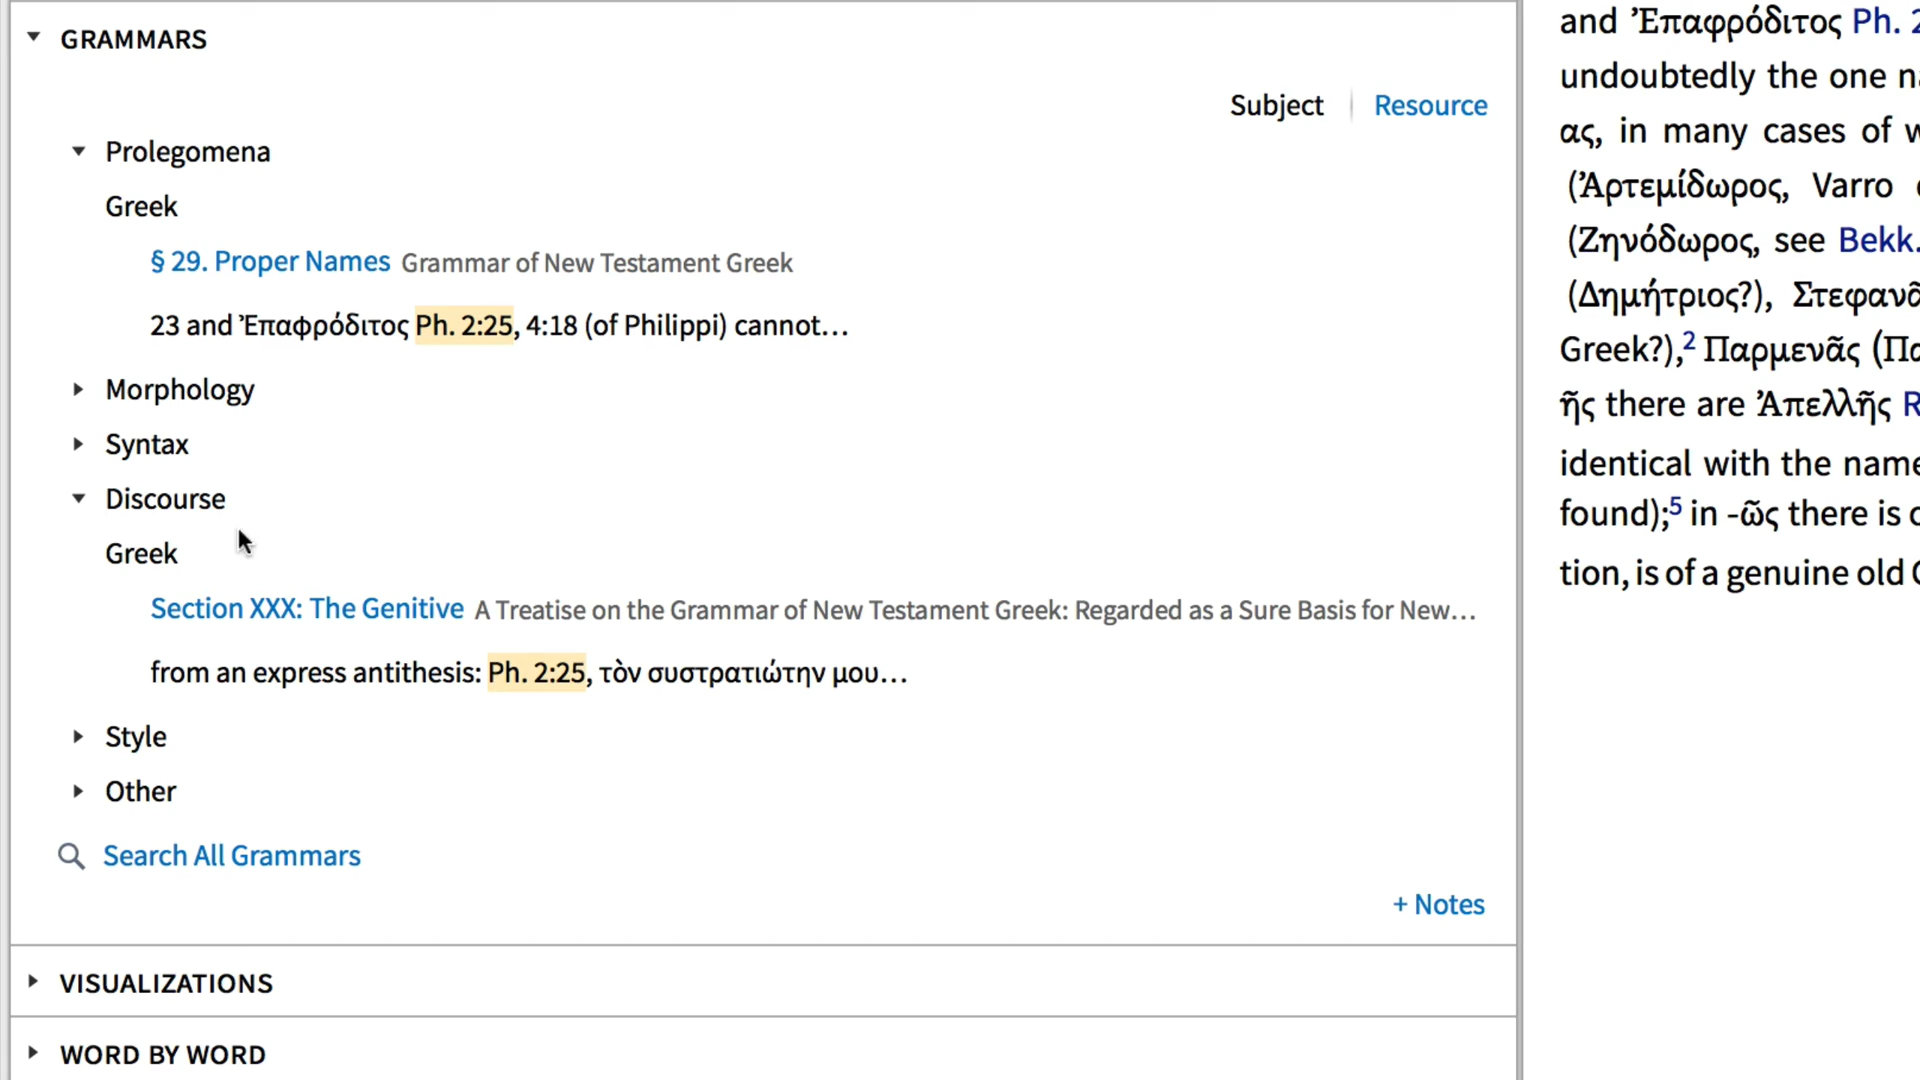 GRAMMARS
Subject | Resource
Prolegomena
Greek
§ 29. Proper Names Grammar of New Testament Greek
23 and Ἐπαφρόδιτος Ph. 2:25, 4:18 (of Philippi) cannot…
Morphology
Syntax
Discourse
Greek
Section XXX: The Genitive A Treatise on the Grammar of New Testament Greek: Regarded as a Sure Basis for New…
from an express antithesis: Ph. 2:25, τὸν συστρατιώτην μου…
Style
Other
Search All Grammars
+ Notes
VISUALIZATIONS
WORD BY WORD
and Ἐπαφρόδιτος Ph. 2
undoubtedly the one
ας, in many cases of
(Ἀρτεμίδωρος, Varro
(Ζηνόδωρος, see Bekk.
(Δημήτριος?), Στεφανᾶ
Greek?),2 Παρμενᾶς (Πα
ῆς there are Ἀπελλῆς R
identical with the name
found);5 in -ῶς there is
tion, is of a genuine old